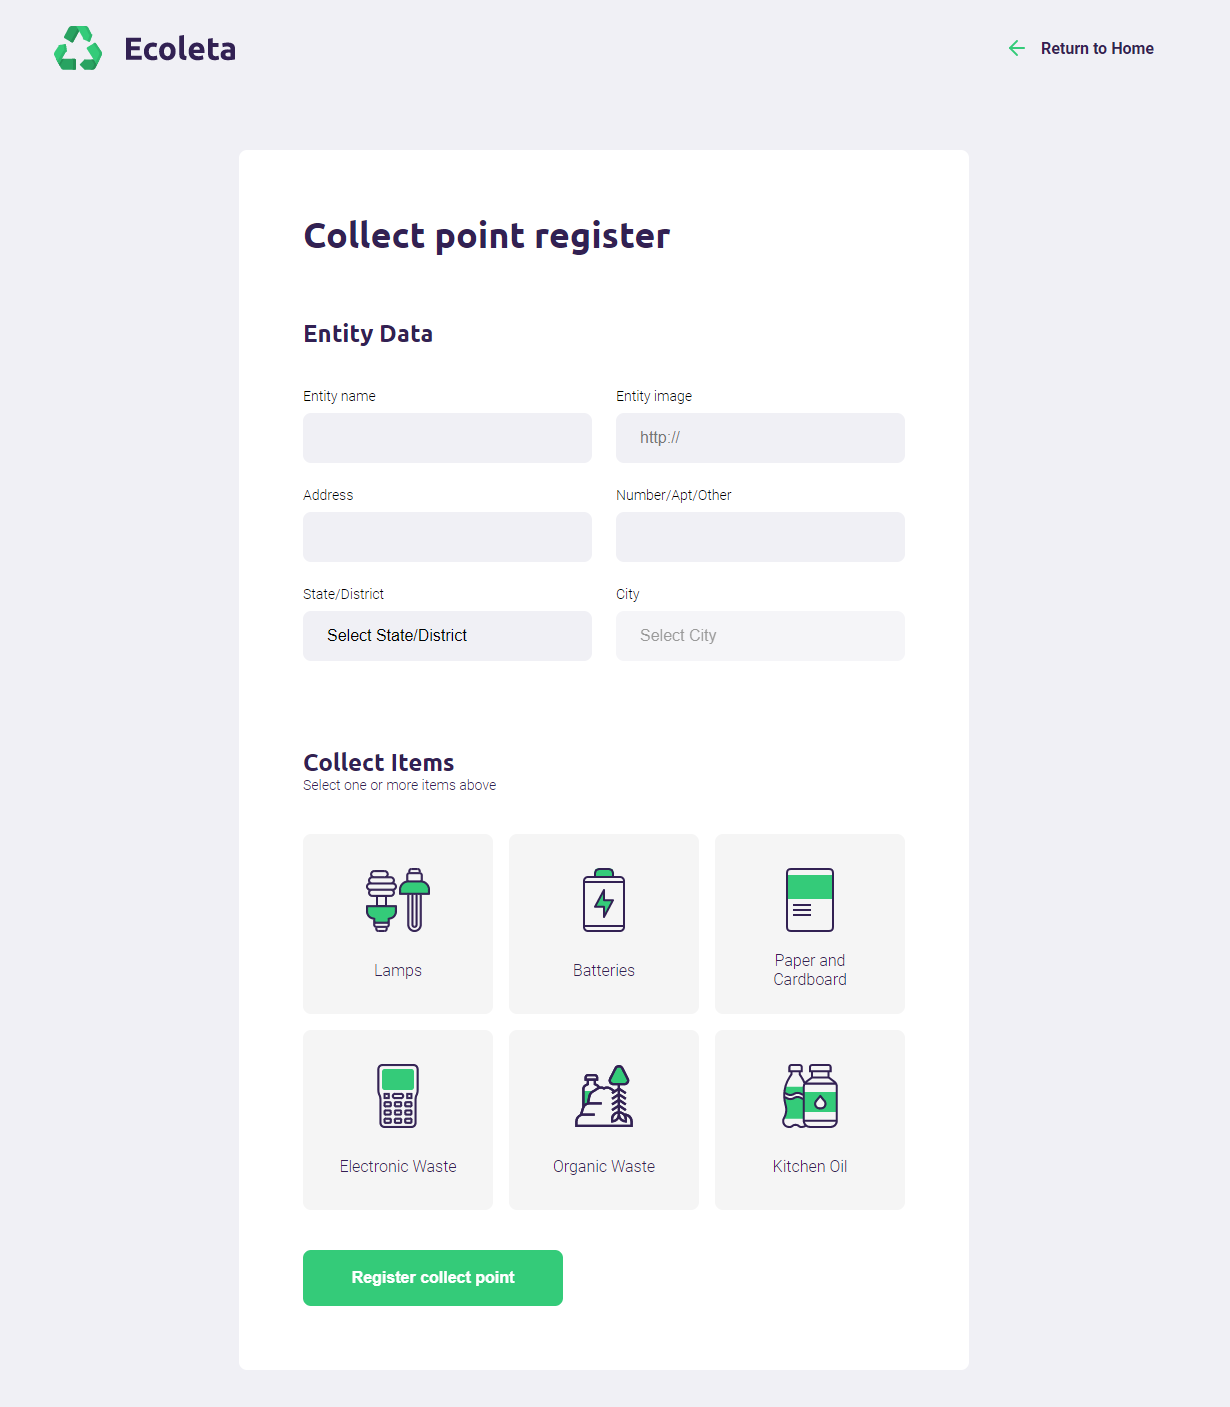 Ecoleta
Return to Home
Collect point register
Entity Data
Entity name
Entity image
http://
Address
Number/Apt/Other
State/District
City
Select State/District
Select City
Collect Items
Select one or more items above
Lamps
Batteries
Paper and
Cardboard
Electronic Waste
Organic Waste
Kitchen Oil
Register collect point